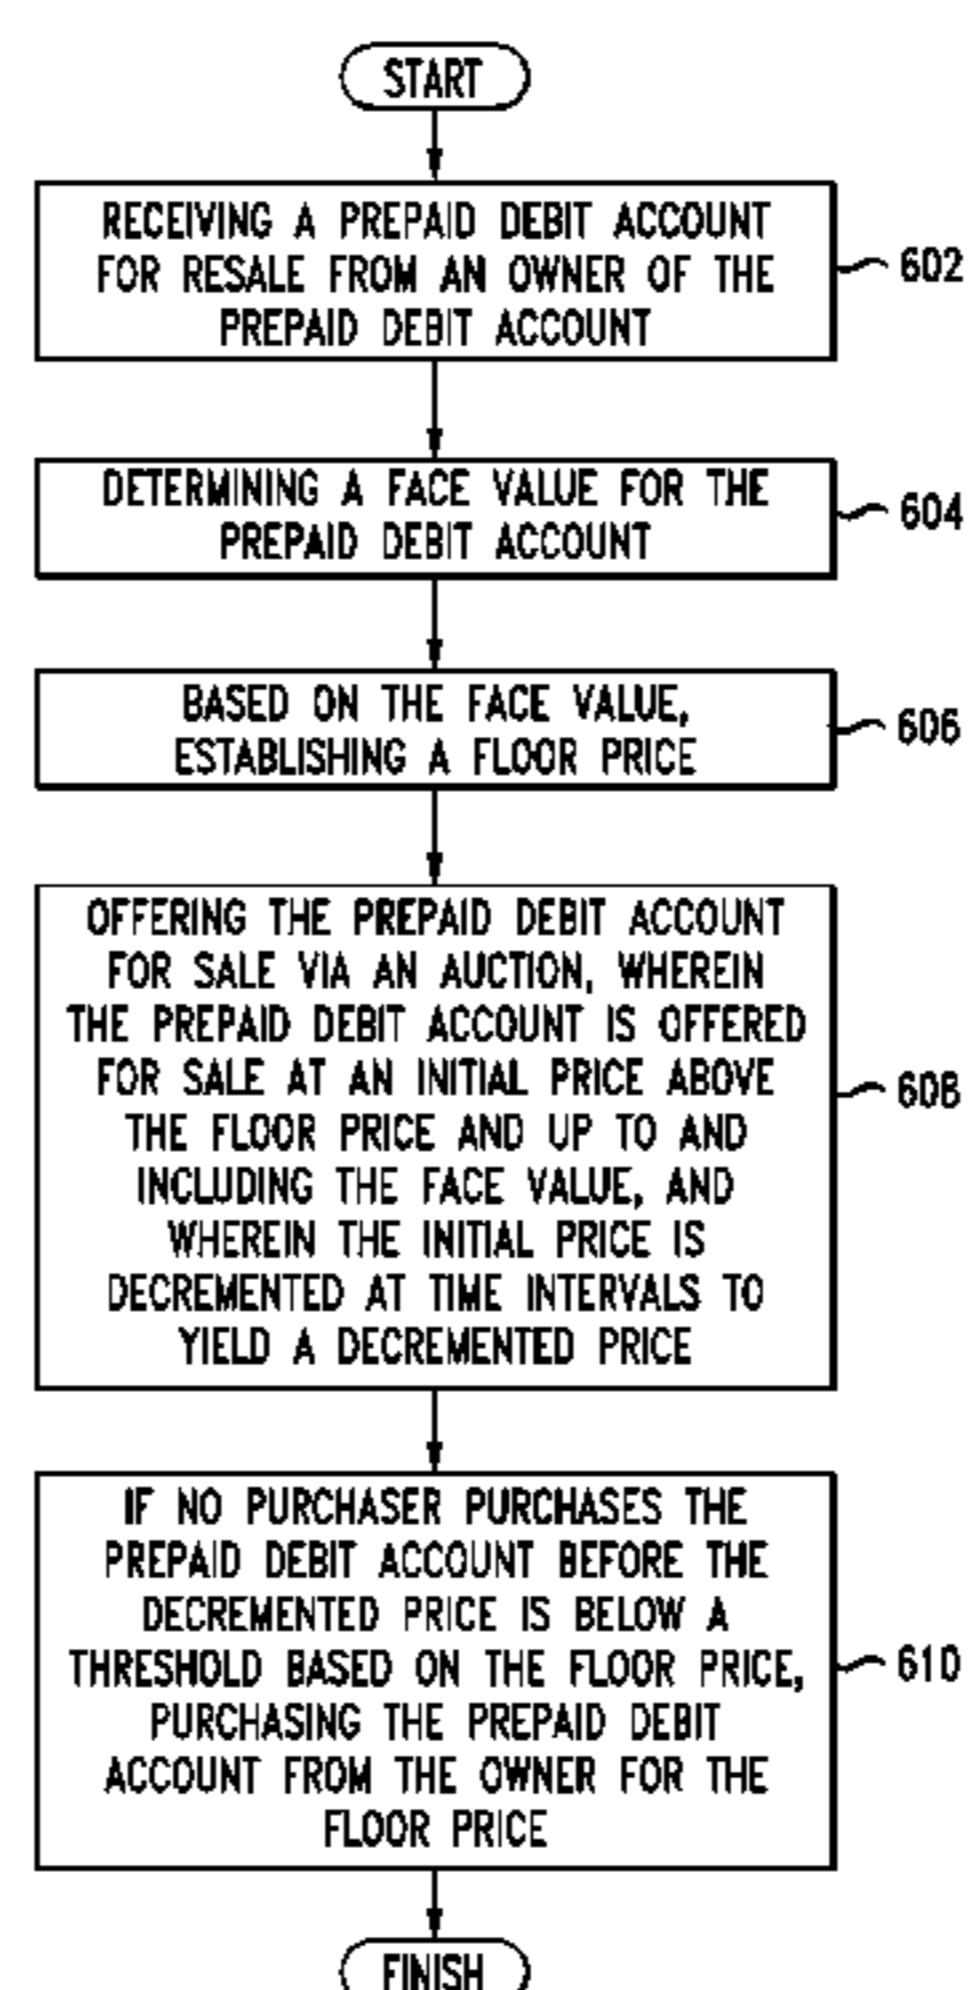 START
RECEIVING A PREPAID DEBIT ACCOUNT
FOR RESALE FROM AN OWNER OF THE
PREPAID DEBIT ACCOUNT
602
DETERMINING A FACE VALUE FOR THE
PREPAID DEBIT ACCOUNT
604
BASED ON THE FACE VALUE,
ESTABLISHING A FLOOR PRICE
606
OFFERING THE PREPAID DEBIT ACCOUNT
FOR SALE VIA AN AUCTION, WHEREIN
THE PREPAID DEBIT ACCOUNT IS OFFERED
FOR SALE AT AN INITIAL PRICE ABOVE
THE FLOOR PRICE AND UP TO AND
INCLUDING THE FACE VALUE, AND
WHEREIN THE INITIAL PRICE IS
DECREMENTED AT TIME INTERVALS TO
YIELD A DECREMENTED PRICE
608
IF NO PURCHASER PURCHASES THE
PREPAID DEBIT ACCOUNT BEFORE THE
DECREMENTED PRICE IS BELOW A
THRESHOLD BASED ON THE FLOOR PRICE,
PURCHASING THE PREPAID DEBIT
ACCOUNT FROM THE OWNER FOR THE
FLOOR PRICE
610
FINISH